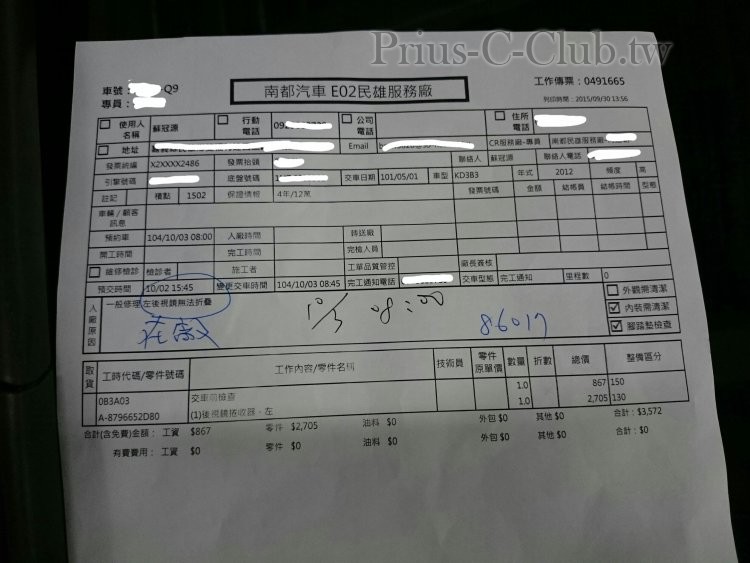 Prius-C-Club.tw
車號: -Q9
專員:
南都汽車 E02民雄服務廠
工作傳票: 0491665
列印時間: 2015/09/30 13:56
使用人名稱 蘇冠源 行動電話 公司電話 住所電話
地址 Email CR服務廠-專員 南都民雄服務廠
發票統編 X2XXXX2486 發票抬頭 聯絡人 蘇冠源 聯絡人電話
引擎號碼 底盤號碼 交車日期 101/05/01 車型 KD3B3 年式 2012 頻度 高
註記 積點 1502 保證情報 4年/12萬 發票號碼 金額 結帳員 結帳時間 型態
車輛/顧客訊息
預約車 104/10/03 08:00 入廠時間 轉送廠
開工時間 完工時間 完檢人員
維修檢診 檢診者 施工者 工單品質管控 廠長簽核
預交時間 10/02 15:45 變更交車時間 104/10/03 08:45 完工通知電話 交車型態 完工通知 里程數 0
入廠原因 一般修理 左後視鏡無法折疊
外觀需清潔
內裝需清潔
腳踏墊檢查
10/3 08:00
86017
取貨 工時代碼/零件號碼 工作內容/零件名稱 技術員 零件原單價 數量 折數 總價 整備區分
0B3A03 交車前檢查 1.0 867 150
A-8796652D80 (1)後視鏡捲收器、左 1.0 2,705 130
合計(含免費)金額: 工資 $867 零件 $2,705 油料 $0 外包 $0 其他 $0 合計: $3,572
有費費用: 工資 $0 零件 $0 油料 $0 外包 $0 其他 $0 合計: $0